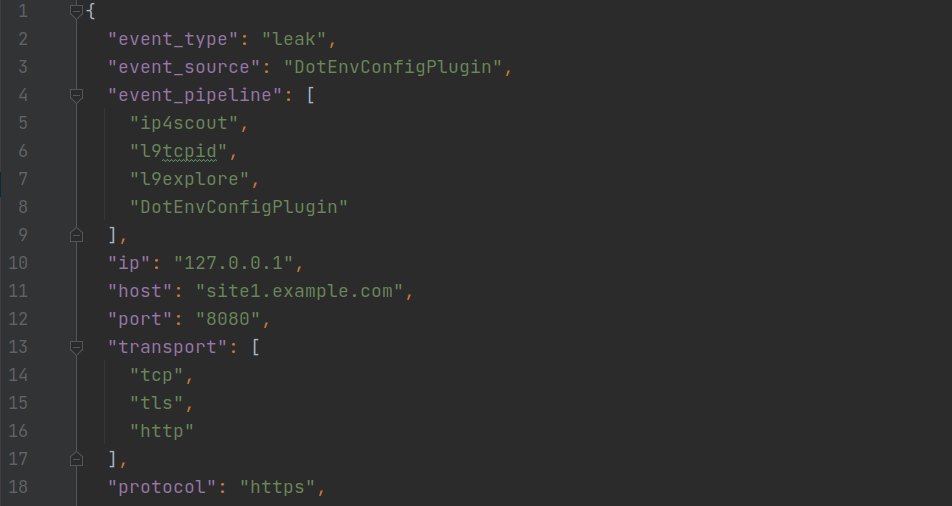 1 {
2 "event_type": "leak",
3 "event_source": "DotEnvConfigPlugin",
4 "event_pipeline": [
5 "ip4scout",
6 "l9tcpid",
7 "l9explore",
8 "DotEnvConfigPlugin"
9 ],
10 "ip": "127.0.0.1",
11 "host": "site1.example.com",
12 "port": "8080",
13 "transport": [
14 "tcp",
15 "tls",
16 "http"
17 ],
18 "protocol": "https",